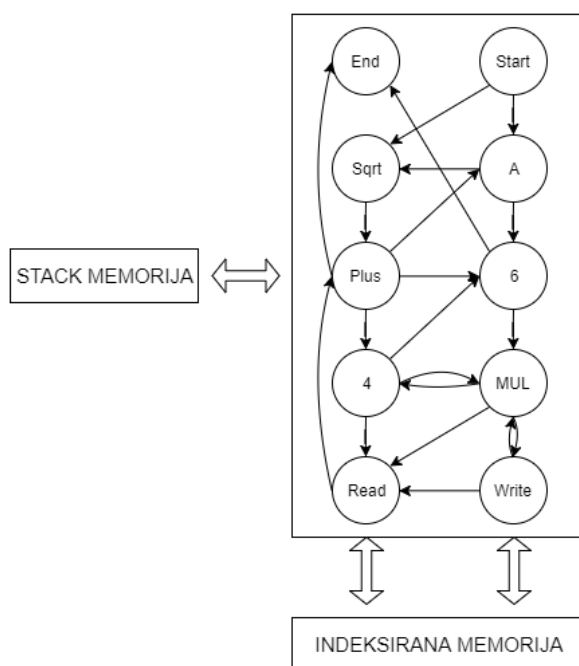 End Start
Sqrt A
STACK MEMORIJA
Plus 6
4 MUL
Read Write
INDEKSIRANA MEMORIJA